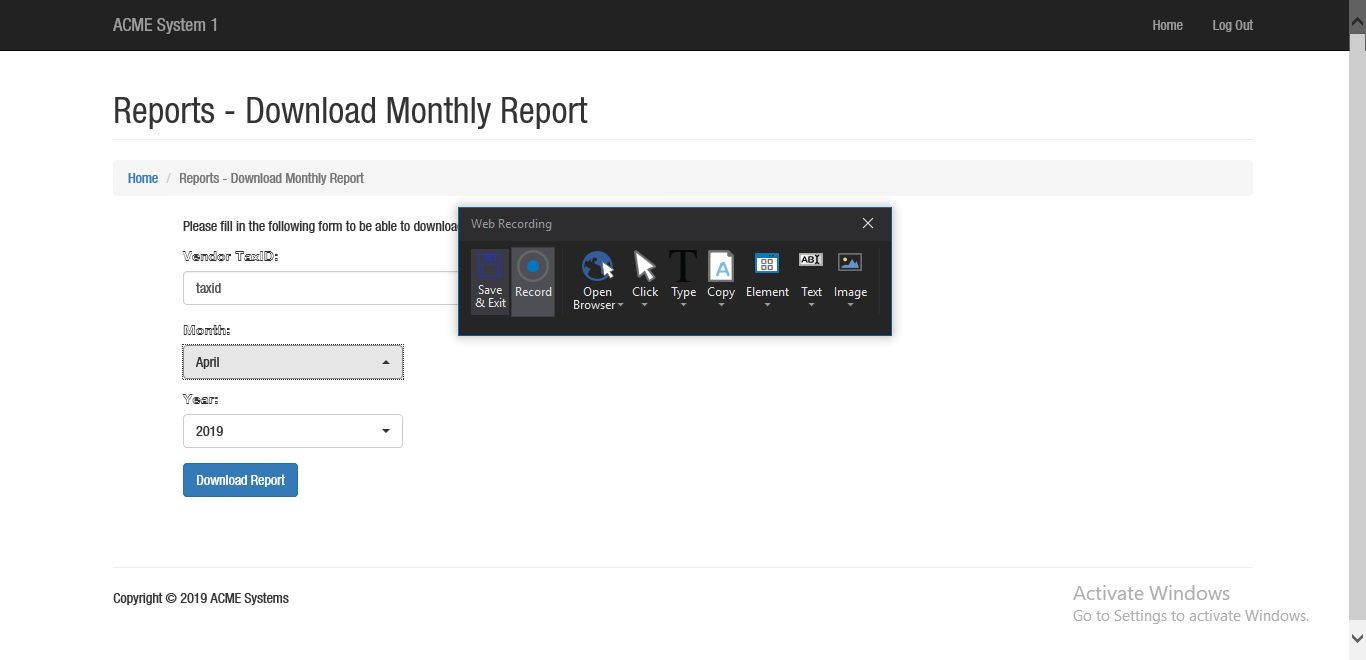 ACME System 1
Home
Log Out
Reports - Download Monthly Report
Home / Reports - Download Monthly Report
Please fill in the following form to be able to downloa
Vendor TaxID:
taxid
Month:
April
Year:
2019
Download Report
Web Recording
Save
& Exit
Record
Open
Browser
Click
T
Type
A
Copy
Element
AB
Text
Image
Copyright © 2019 ACME Systems
Activate Windows
Go to Settings to activate Windows.